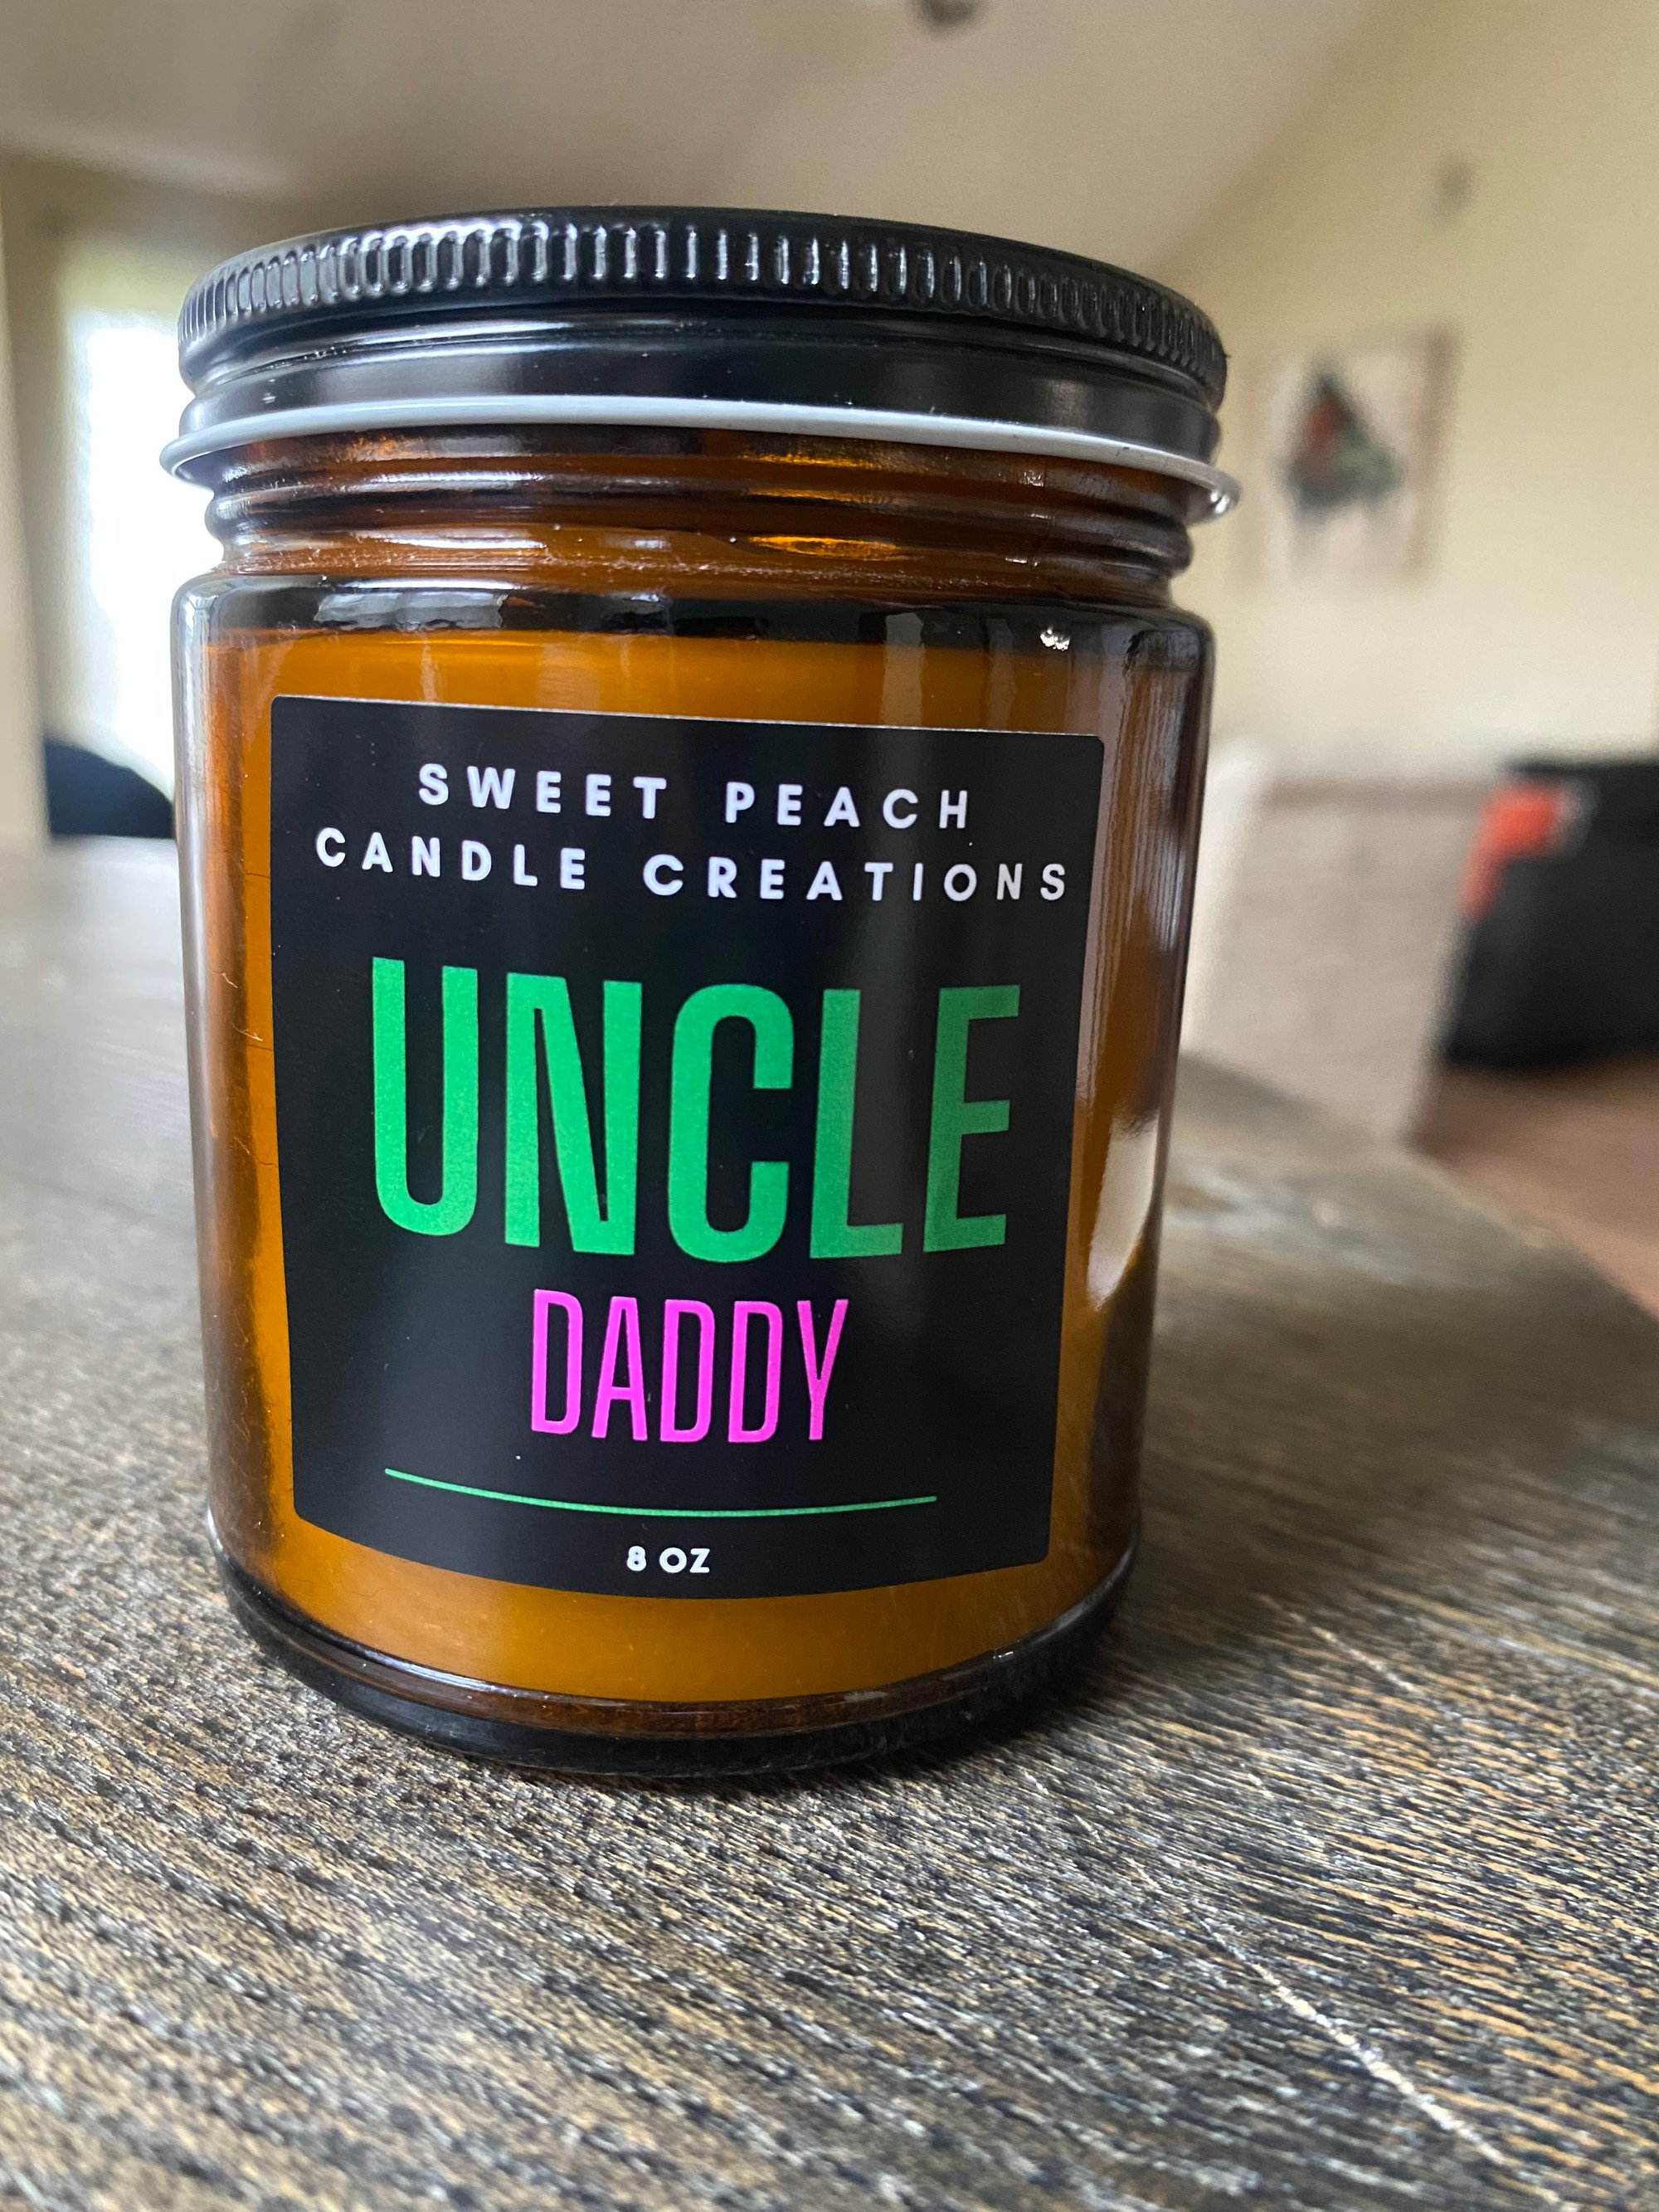 SWEET PEACH
CANDLE CREATIONS
UNCLE
DADDY
8 OZ